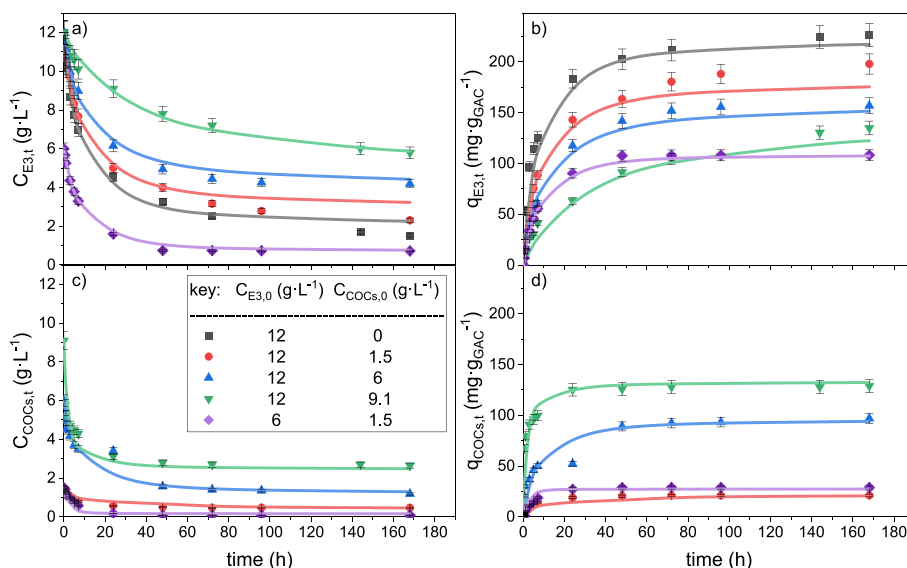 a)
C_E3,t (g·L⁻¹)
12
10
8
6
4
2
0
b)
q_E3,t (mg·g_GAC⁻¹)
250
200
150
100
50
0
c)
C_COCs,t (g·L⁻¹)
10
8
6
4
2
0
key: C_E3,0 (g·L⁻¹) C_COCs,0 (g·L⁻¹)
12 0
12 1.5
12 6
12 9.1
6 1.5
0 20 40 60 80 100 120 140 160 180
time (h)
d)
q_COCs,t (mg·g_GAC⁻¹)
200
150
100
50
0
0 20 40 60 80 100 120 140 160 180
time (h)